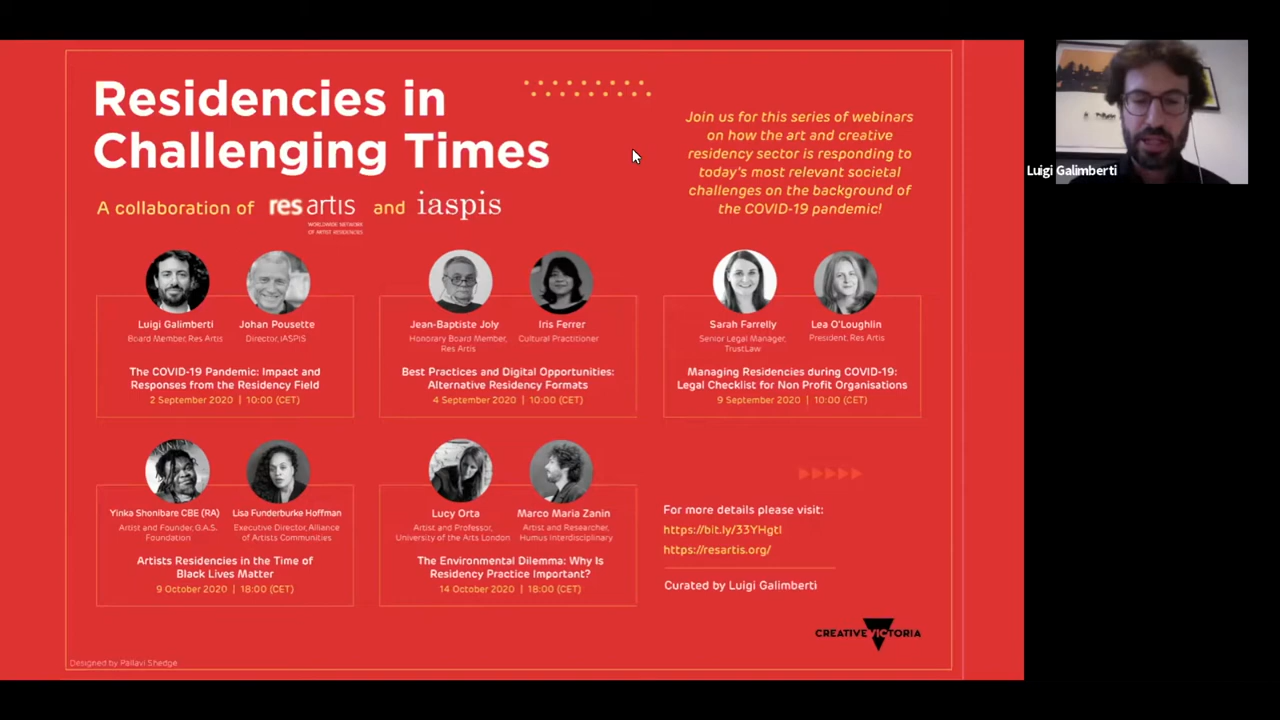 Residencies in
Challenging Times
A collaboration of res artis and iaspis
WORLDWIDE NETWORK
OF ARTIST RESIDENCIES
Join us for this series of webinars
on how the art and creative
residency sector is responding to
today's most relevant societal
challenges on the background of
the COVID-19 pandemic!
Luigi Galimberti
Luigi Galimberti
Board Member, Res Artis
Johan Pousette
Director, IASPIS
The COVID-19 Pandemic: Impact and
Responses from the Residency Field
2 September 2020 | 10:00 (CET)
Jean-Baptiste Joly
Honorary Board Member,
Res Artis
Iris Ferrer
Cultural Practitioner
Best Practices and Digital Opportunities:
Alternative Residency Formats
4 September 2020 | 10:00 (CET)
Sarah Farrelly
Senior Legal Manager,
TrustLaw
Lea O'Loughlin
President, Res Artis
Managing Residencies during COVID-19:
Legal Checklist for Non Profit Organisations
9 September 2020 | 10:00 (CET)
Yinka Shonibare CBE (RA)
Artist and Founder, G.A.S.
Foundation
Lisa Funderburke Hoffman
Executive Director, Alliance
of Artists Communities
Artists Residencies in the Time of
Black Lives Matter
9 October 2020 | 18:00 (CET)
Lucy Orta
Artist and Professor,
University of the Arts London
Marco Maria Zanin
Artist and Researcher,
Humus Interdisciplinary
The Environmental Dilemma: Why Is
Residency Practice Important?
14 October 2020 | 18:00 (CET)
For more details please visit:
https://bit.ly/33YHgtI
https://resartis.org/
Curated by Luigi Galimberti
CREATIVE VICTORIA
Designed by Pallavi Shedge